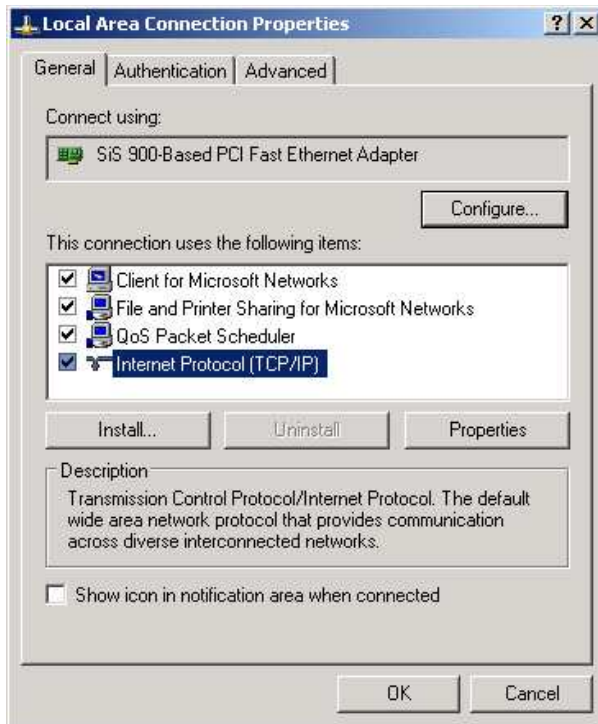 Local Area Connection Properties
General Authentication Advanced
Connect using:
SiS 900-Based PCI Fast Ethernet Adapter
Configure...
This connection uses the following items:
Client for Microsoft Networks
File and Printer Sharing for Microsoft Networks
QoS Packet Scheduler
Internet Protocol (TCP/IP)
Install... Uninstall Properties
Description
Transmission Control Protocol/Internet Protocol. The default
wide area network protocol that provides communication
across diverse interconnected networks.
Show icon in notification area when connected
OK Cancel